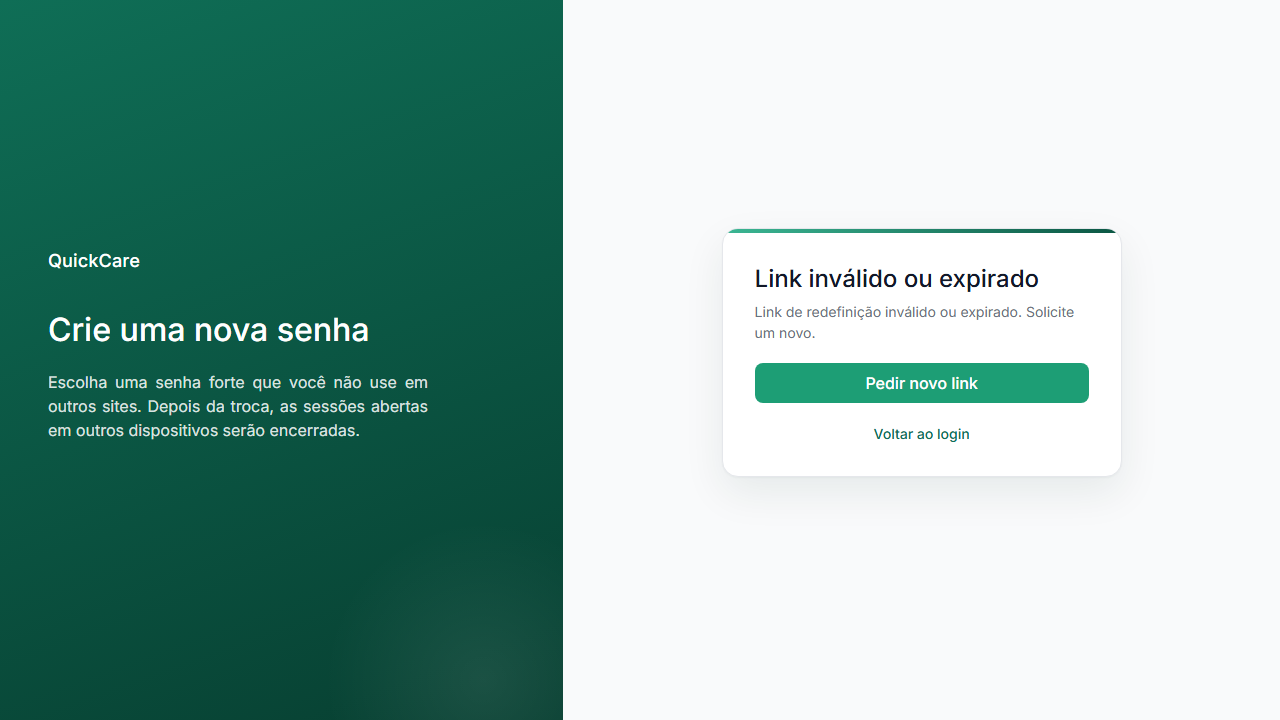 QuickCare
Crie uma nova senha
Escolha uma senha forte que você não use em
outros sites. Depois da troca, as sessões abertas
em outros dispositivos serão encerradas.
Link inválido ou expirado
Link de redefinição inválido ou expirado. Solicite
um novo.
Pedir novo link
Voltar ao login